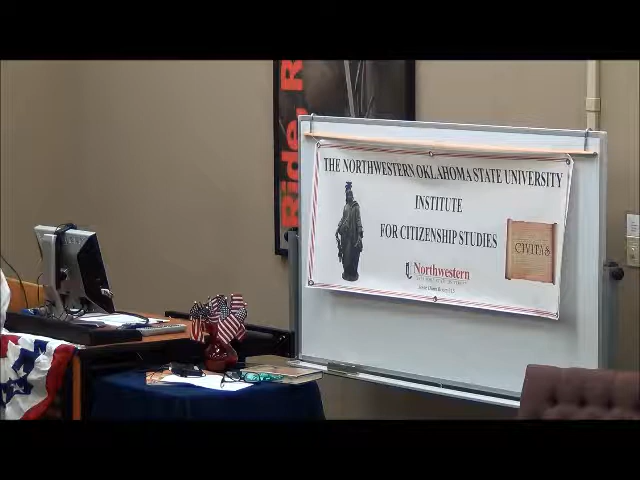 Ride, R
THE NORTHWESTERN OKLAHOMA STATE UNIVERSITY
INSTITUTE
FOR CITIZENSHIP STUDIES
CIVITAS
Northwestern